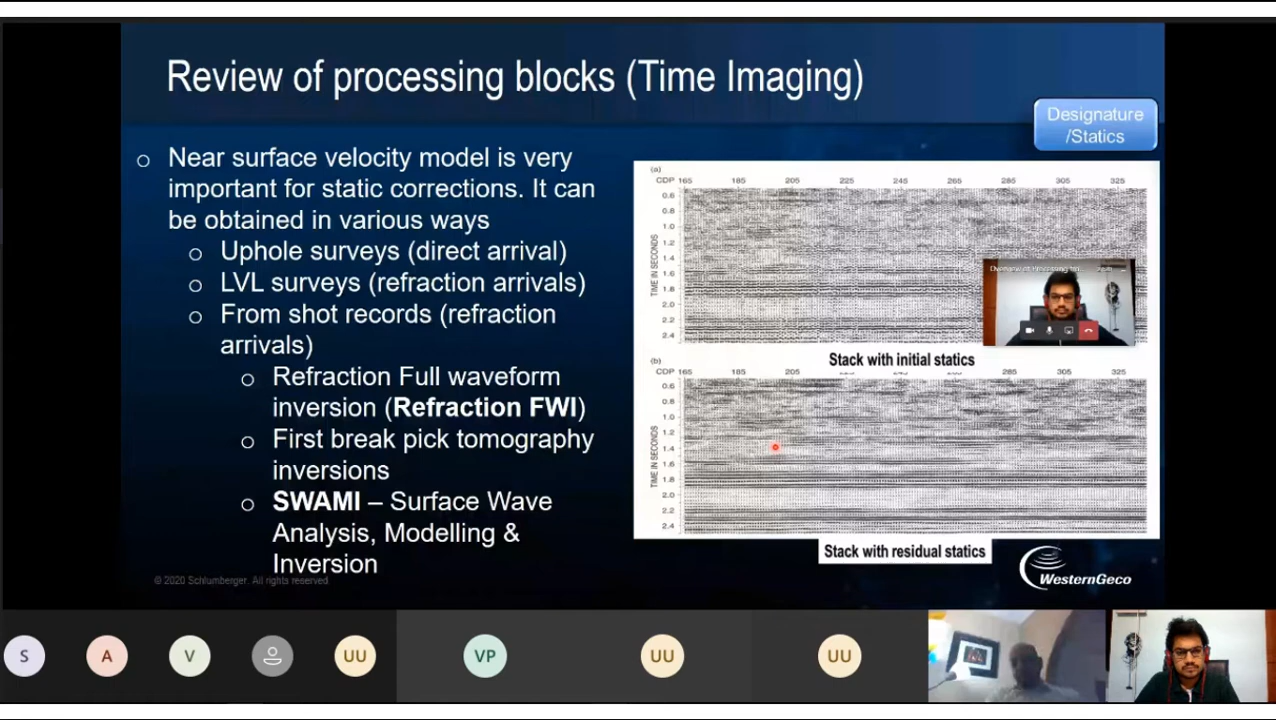 Review of processing blocks (Time Imaging)
Designature
/Statics
o Near surface velocity model is very
important for static corrections. It can
be obtained in various ways
o Uphole surveys (direct arrival)
o LVL surveys (refraction arrivals)
o From shot records (refraction
arrivals)
o Refraction Full waveform
inversion (Refraction FWI)
o First break pick tomography
inversions
o SWAMI – Surface Wave
Analysis, Modelling &
Inversion
© 2020 Schlumberger. All rights reserved
(a)
CDP 165 185 205 225 245 265 285 305 325
TIME IN SECONDS
0.6
0.8
1.0
1.2
1.4
1.6
1.8
2.0
2.2
2.4
Stack with initial statics
(b)
CDP 165 185 205 285 305 325
TIME IN SECONDS
0.6
0.8
1.0
1.2
1.4
1.6
1.8
2.0
2.2
2.4
Stack with residual statics
WesternGeco
S A V UU VP UU UU